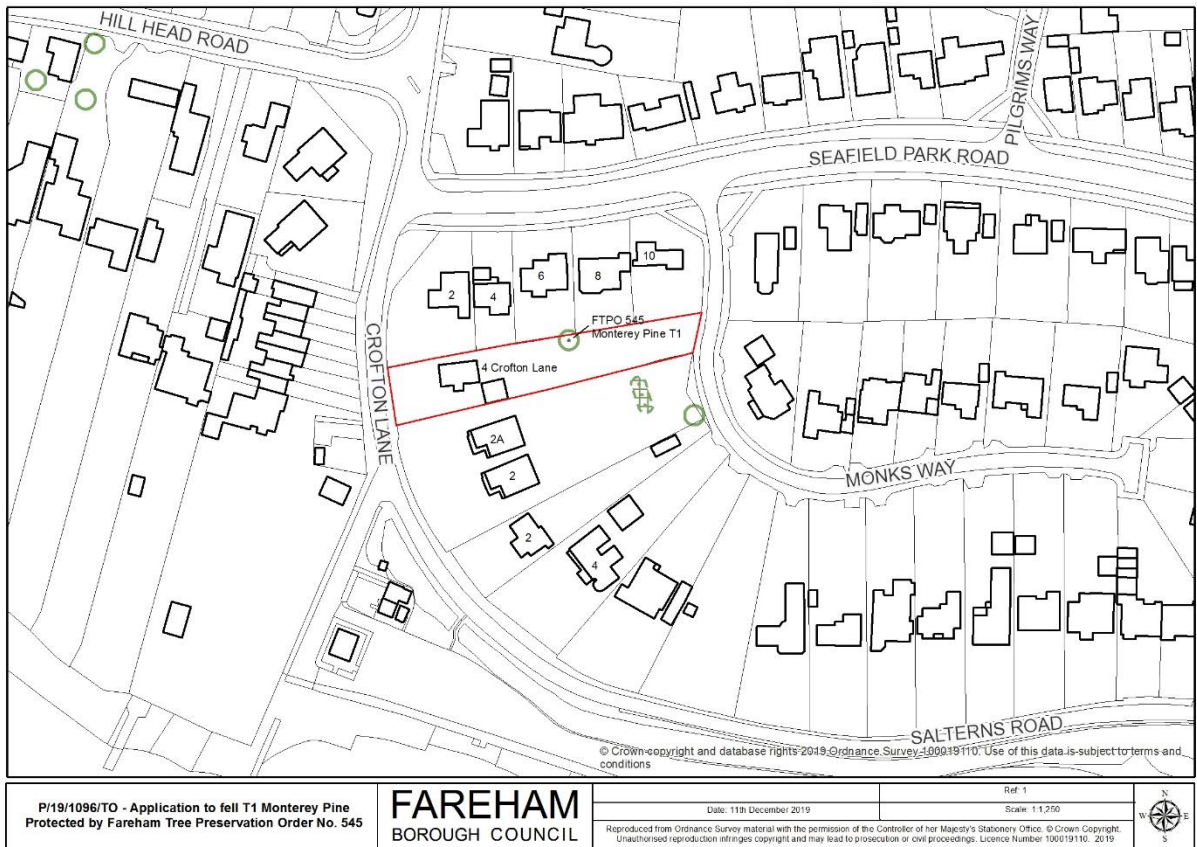 HILL HEAD ROAD
PILGRIMS WAY
SEAFIELD PARK ROAD
10
6
8
2
4
FTPO 545
Monterey Pine T1
4 Crofton Lane
CROFTON LANE
2A
2
MONKS WAY
2
4
SALTERNS ROAD
© Crown copyright and database rights 2019 Ordnance Survey 100019110. Use of this data is subject to terms and
conditions
P/19/1096/TO - Application to fell T1 Monterey Pine
Protected by Fareham Tree Preservation Order No. 545
FAREHAM
BOROUGH COUNCIL
Date: 11th December 2019
Ref: 1
Scale: 1:1,250
Reproduced from Ordnance Survey material with the permission of the Controller of her Majesty's Stationery Office. © Crown Copyright.
Unauthorised reproduction infringes copyright and may lead to prosecution or civil proceedings. Licence Number 100019110. 2019
N
W
E
S